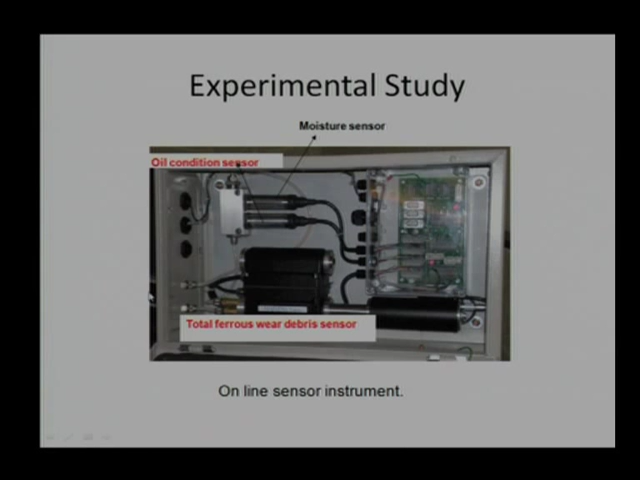 Experimental Study
Moisture sensor
Oil condition sensor
Total ferrous wear debris sensor
On line sensor instrument.